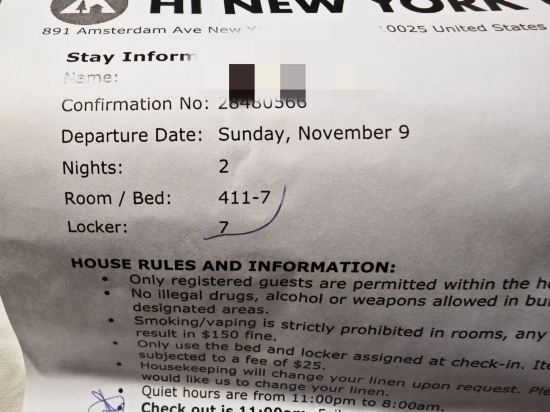 HI NEW YORK
891 Amsterdam Ave New 10025 United States
Stay
Name:
Confirmation No: 28480566
Departure Date: Sunday, November 9
Nights: 2
Room / Bed: 411-7
Locker: 7
HOUSE RULES AND INFORMATION:
• Only registered guests are permitted within the
• No illegal drugs, alcohol or weapons allowed in
designated areas.
• Smoking/vaping is strictly prohibited in rooms, any
result in $150 fine.
• Only use the bed and locker assigned at check-in.
subjected to a fee of $25.
• Housekeeping will change your linen upon request.
would like us to change your linen.
• Quiet hours are from 11:00pm to 8:00am.
Check out is